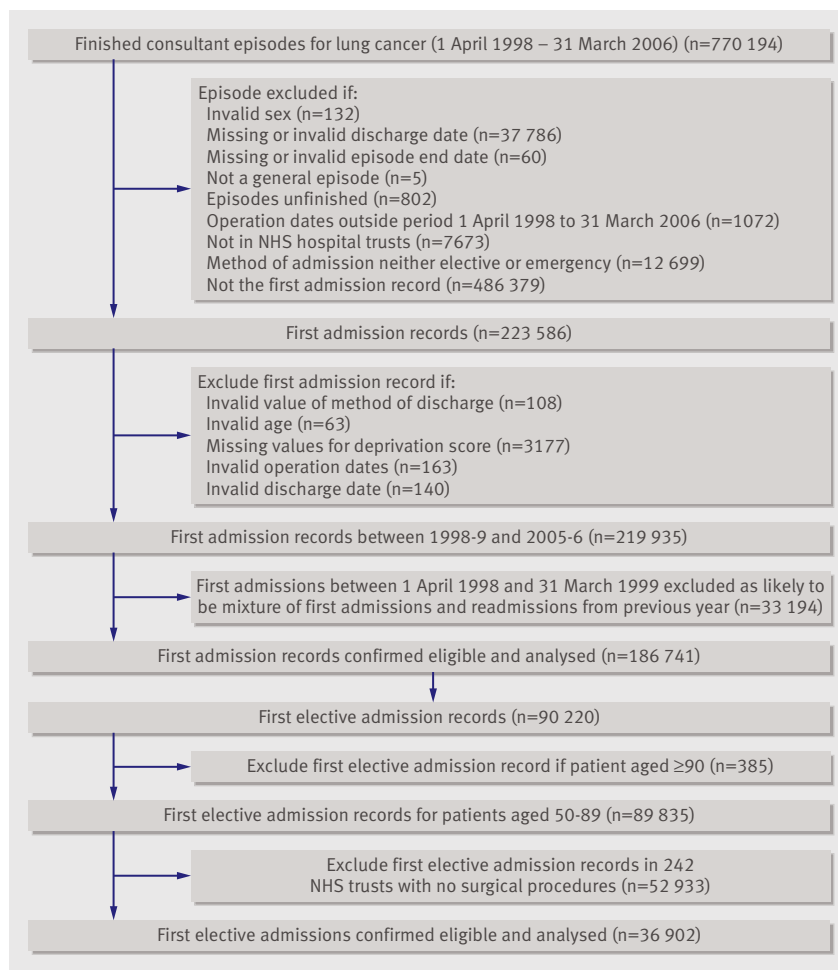 Finished consultant episodes for lung cancer (1 April 1998 – 31 March 2006) (n=770 194)
Episode excluded if:
Invalid sex (n=132)
Missing or invalid discharge date (n=37 786)
Missing or invalid episode end date (n=60)
Not a general episode (n=5)
Episodes unfinished (n=802)
Operation dates outside period 1 April 1998 to 31 March 2006 (n=1072)
Not in NHS hospital trusts (n=7673)
Method of admission neither elective or emergency (n=12 699)
Not the first admission record (n=486 379)
First admission records (n=223 586)
Exclude first admission record if:
Invalid value of method of discharge (n=108)
Invalid age (n=63)
Missing values for deprivation score (n=3177)
Invalid operation dates (n=163)
Invalid discharge date (n=140)
First admission records between 1998-9 and 2005-6 (n=219 935)
First admissions between 1 April 1998 and 31 March 1999 excluded as likely to
be mixture of first admissions and readmissions from previous year (n=33 194)
First admission records confirmed eligible and analysed (n=186 741)
First elective admission records (n=90 220)
Exclude first elective admission record if patient aged ≥90 (n=385)
First elective admission records for patients aged 50-89 (n=89 835)
Exclude first elective admission records in 242
NHS trusts with no surgical procedures (n=52 933)
First elective admissions confirmed eligible and analysed (n=36 902)